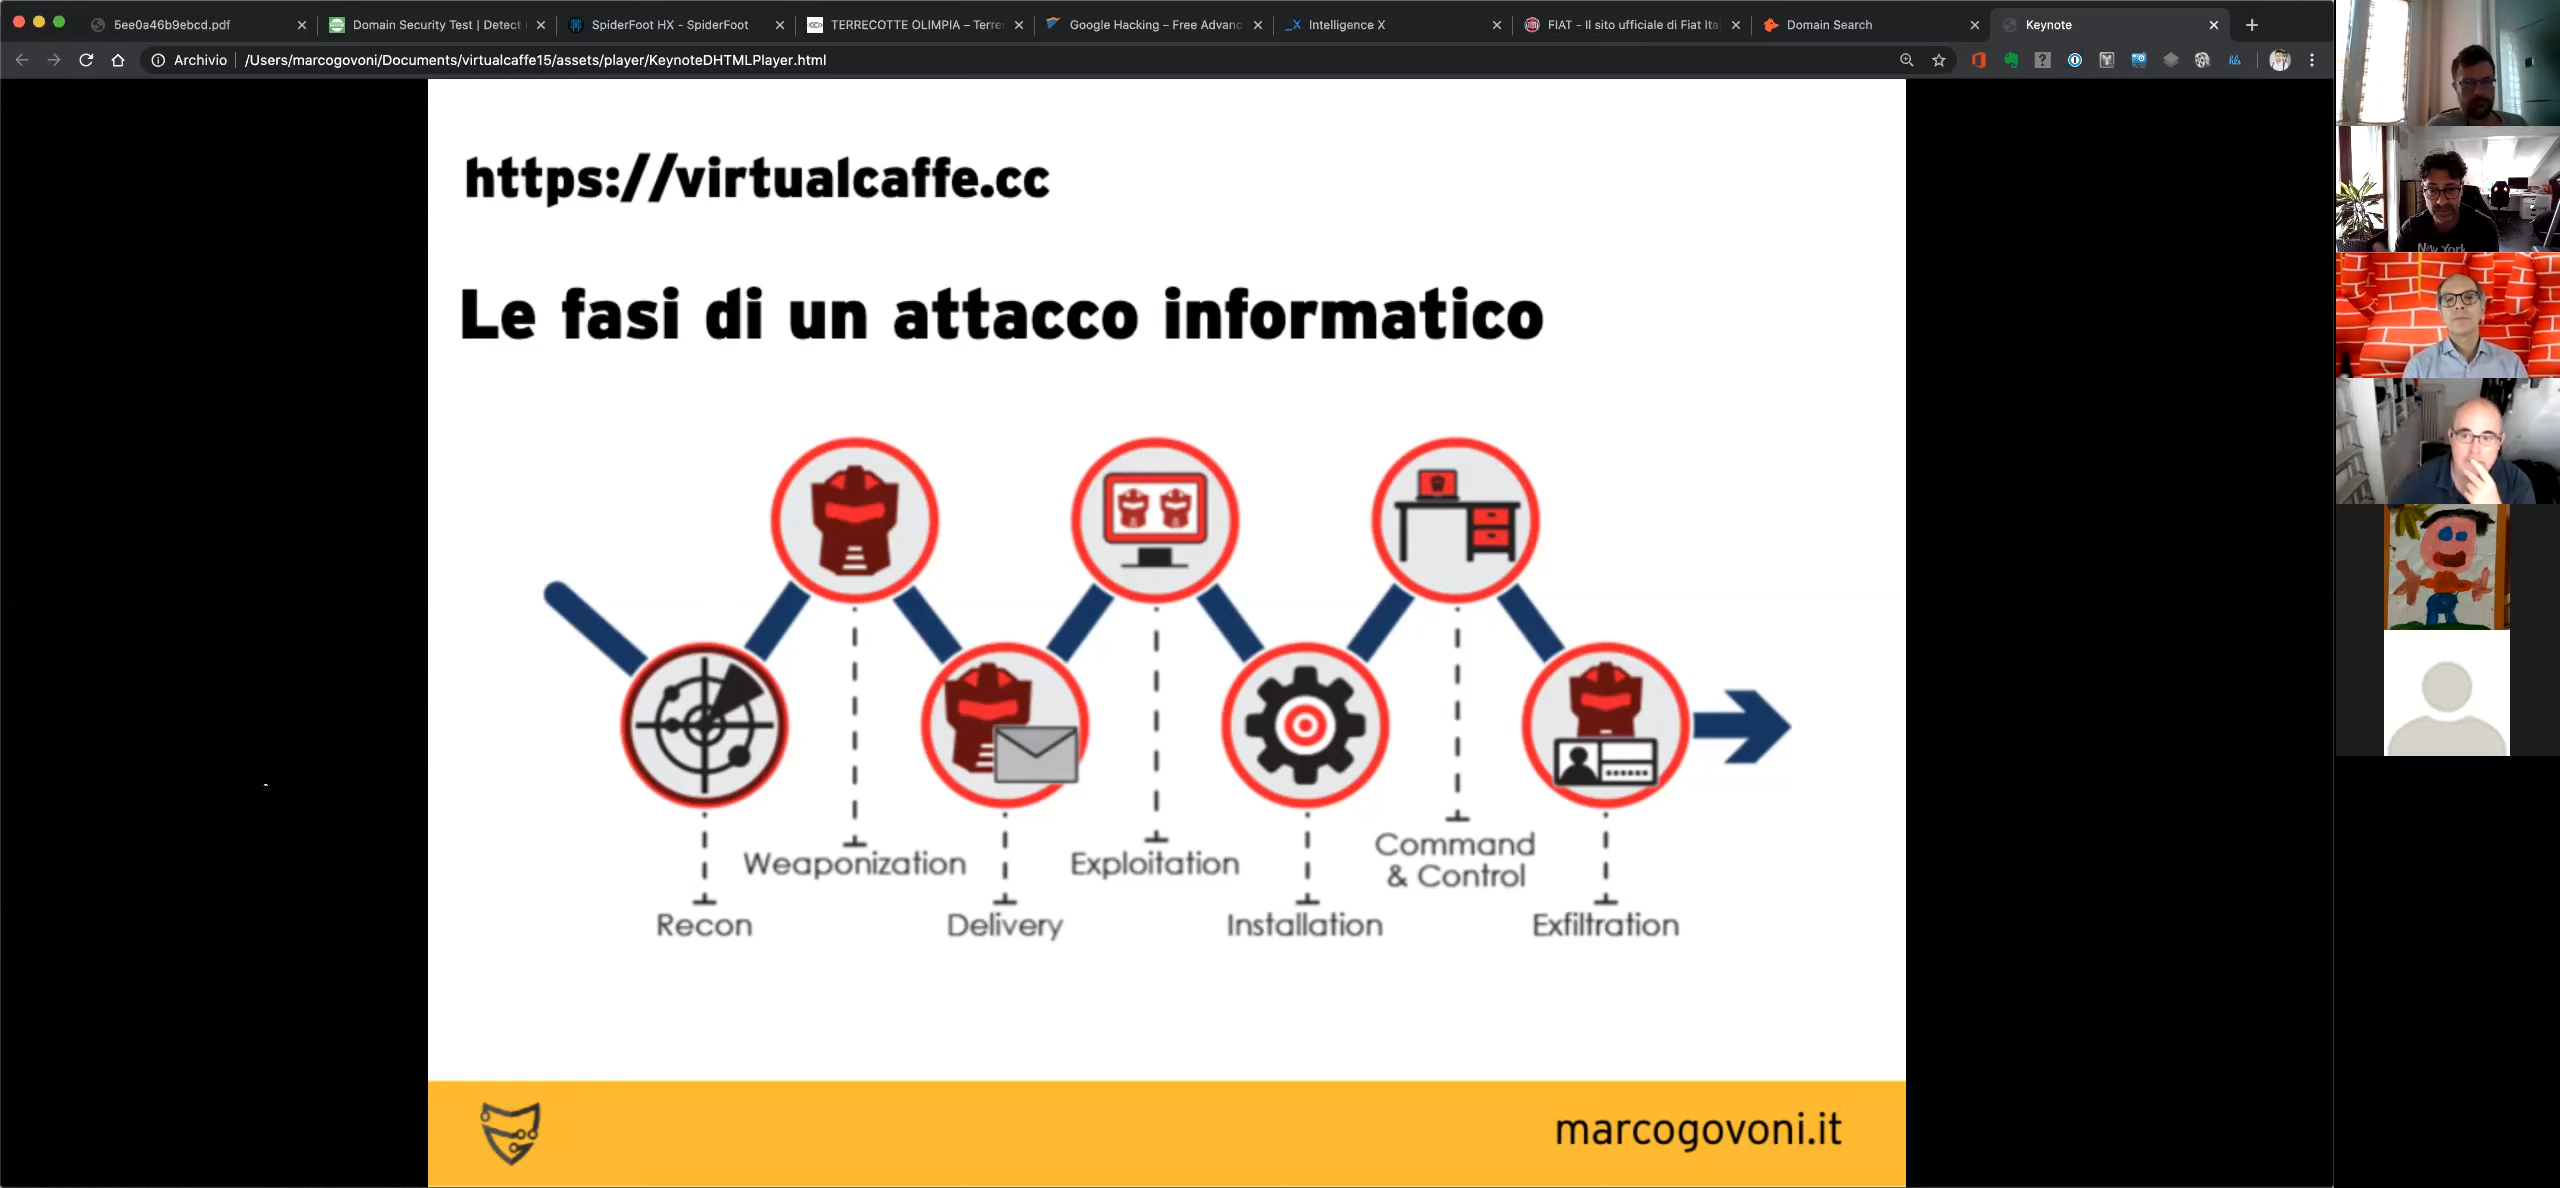 5ee0a46b9ebcd.pdf
Domain Security Test | Detect
SpiderFoot HX - SpiderFoot
TERRECOTTE OLIMPIA – Terre
Google Hacking – Free Advanc
Intelligence X
FIAT - Il sito ufficiale di Fiat Ita
Domain Search
Keynote
Archivio
/Users/marcogovoni/Documents/virtualcaffe15/assets/player/KeynoteDHTMLPlayer.html
https://virtualcaffe.cc
Le fasi di un attacco informatico
Weaponization
Exploitation
Command
& Control
Recon
Delivery
Installation
Exfiltration
marcogovoni.it
New York